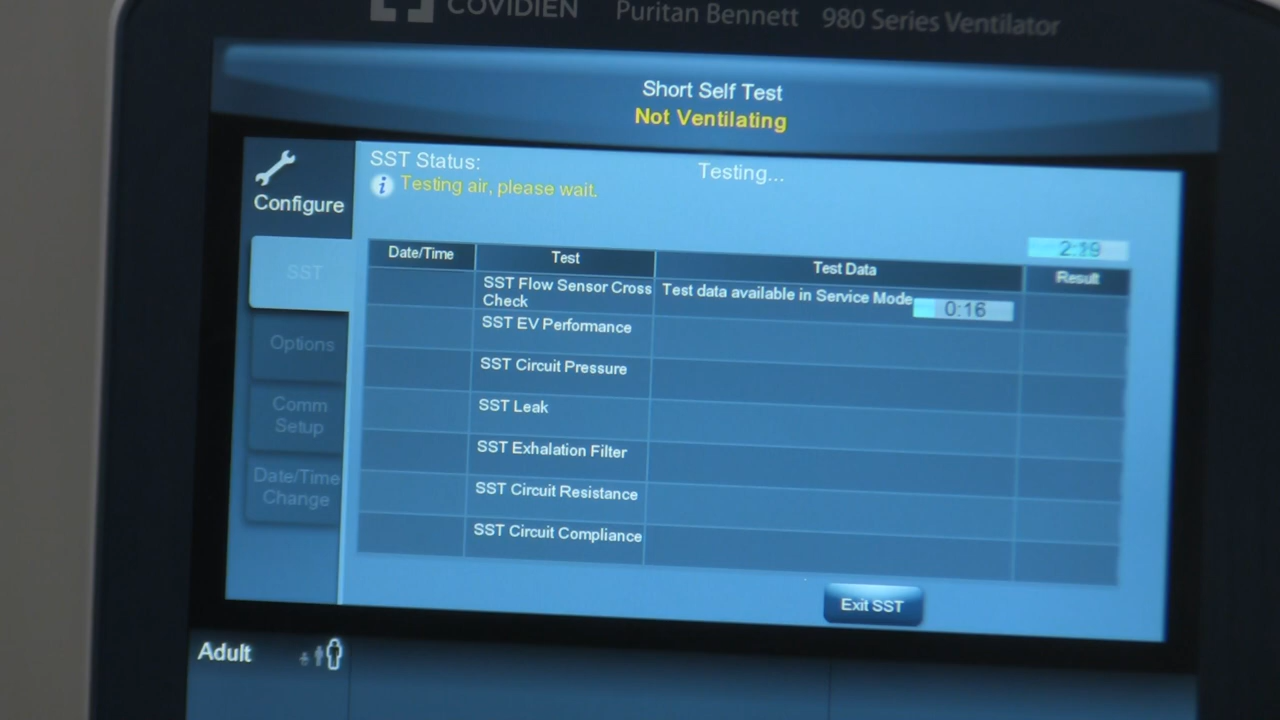 COVIDIEN Puritan Bennett 980 Series Ventilator
Short Self Test
Not Ventilating
Configure
SST
Options
Comm
Setup
Date/Time
Change
SST Status:
Testing...
i Testing air, please wait.
2:19
Date/Time Test Test Data Result
SST Flow Sensor Cross
Check
Test data available in Service Mode
0:16
SST EV Performance
SST Circuit Pressure
SST Leak
SST Exhalation Filter
SST Circuit Resistance
SST Circuit Compliance
Exit SST
Adult